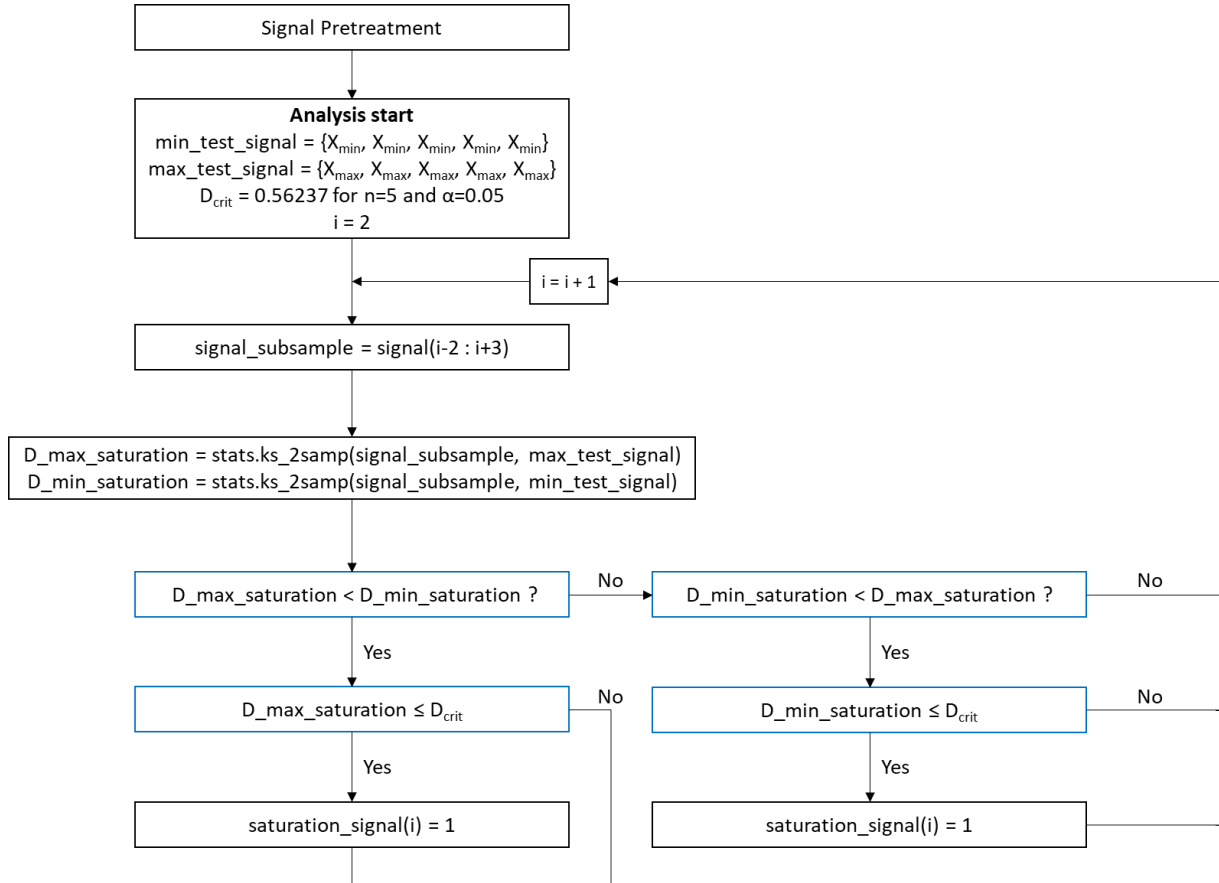 Signal Pretreatment
Analysis start
min_test_signal = {Xmin, Xmin, Xmin, Xmin, Xmin}
max_test_signal = {Xmax, Xmax, Xmax, Xmax, Xmax}
Dcrit = 0.56237 for n=5 and α=0.05
i = 2
i = i + 1
signal_subsample = signal(i-2 : i+3)
D_max_saturation = stats.ks_2samp(signal_subsample, max_test_signal)
D_min_saturation = stats.ks_2samp(signal_subsample, min_test_signal)
D_max_saturation < D_min_saturation ?
No
D_min_saturation < D_max_saturation ?
No
Yes
Yes
D_max_saturation ≤ Dcrit
No
D_min_saturation ≤ Dcrit
No
Yes
Yes
saturation_signal(i) = 1
saturation_signal(i) = 1